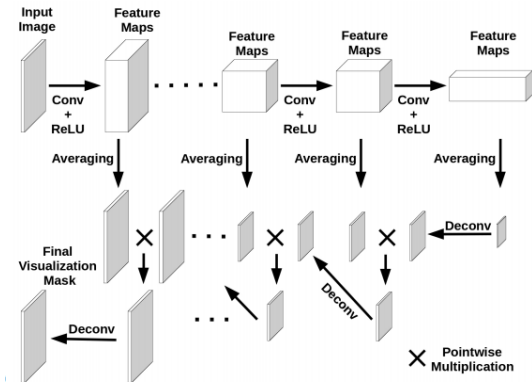 Input
Image
Feature
Maps
Feature
Maps
Feature
Maps
Feature
Maps
Conv
+
ReLU
Conv
+
ReLU
Conv
+
ReLU
Averaging
Averaging
Averaging
Averaging
Deconv
Final
Visualization
Mask
Deconv
Deconv
Pointwise
Multiplication